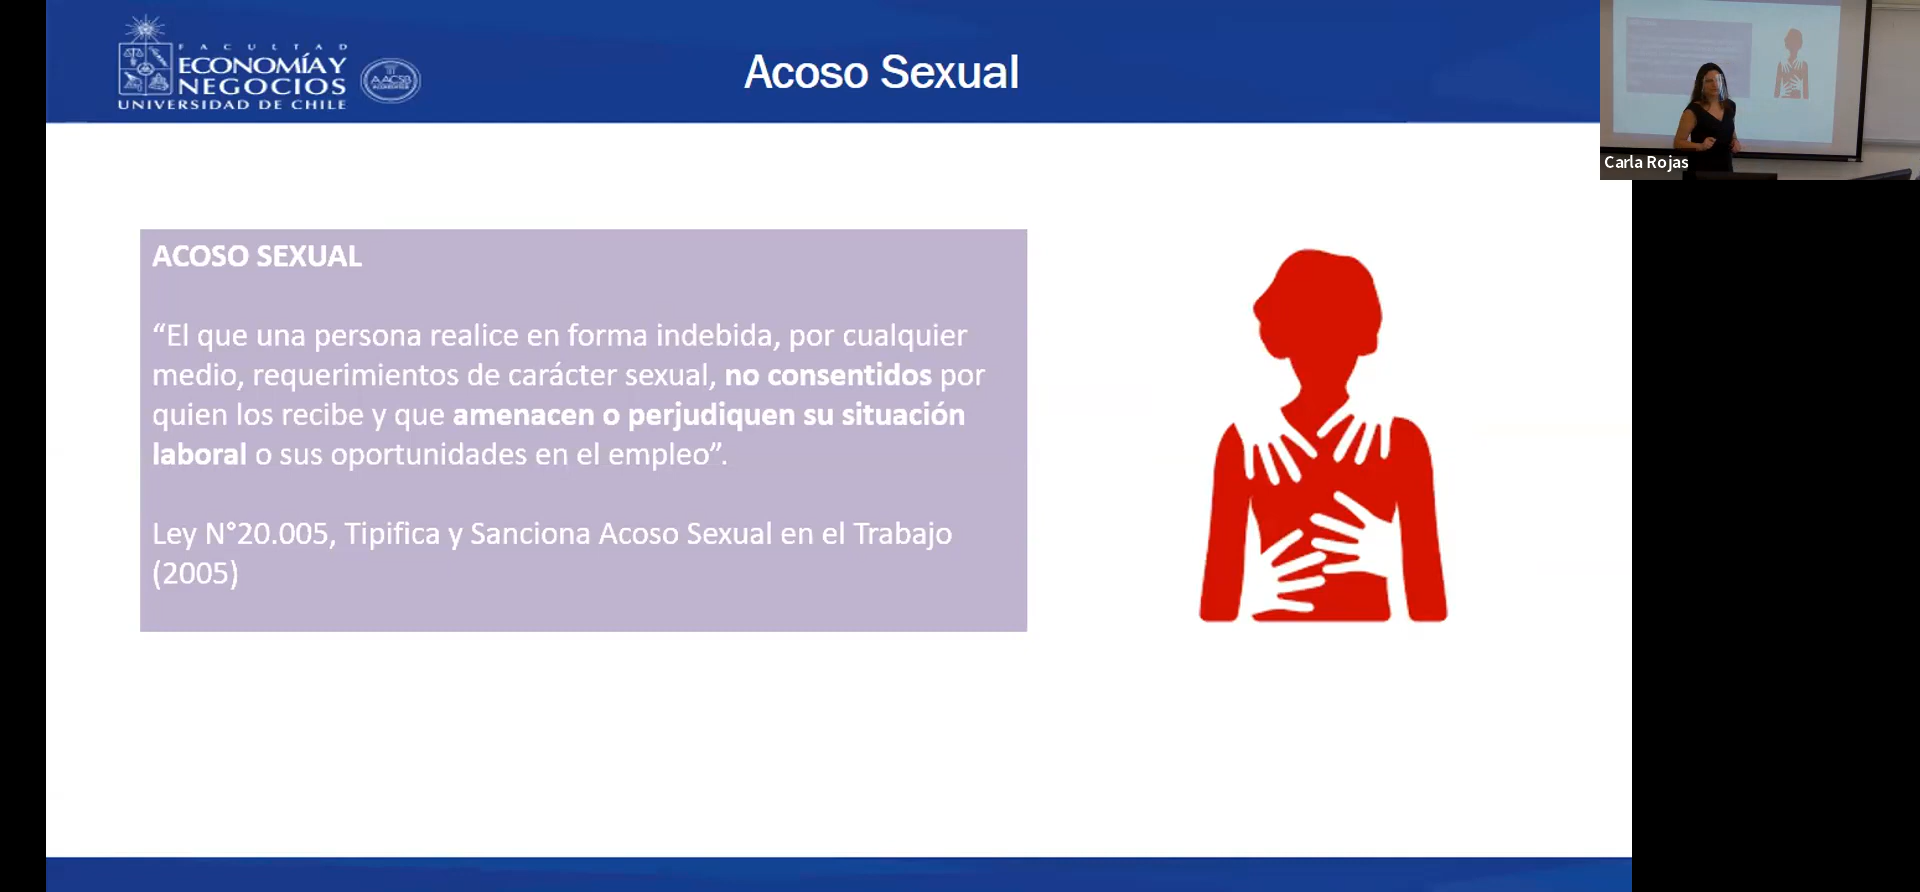 FACULTAD
ECONOMÍA Y
NEGOCIOS
UNIVERSIDAD DE CHILE
AACSB
ACCREDITED
Acoso Sexual
Carla Rojas
ACOSO SEXUAL
“El que una persona realice en forma indebida, por cualquier
medio, requerimientos de carácter sexual, no consentidos por
quien los recibe y que amenacen o perjudiquen su situación
laboral o sus oportunidades en el empleo”.
Ley N°20.005, Tipifica y Sanciona Acoso Sexual en el Trabajo
(2005)